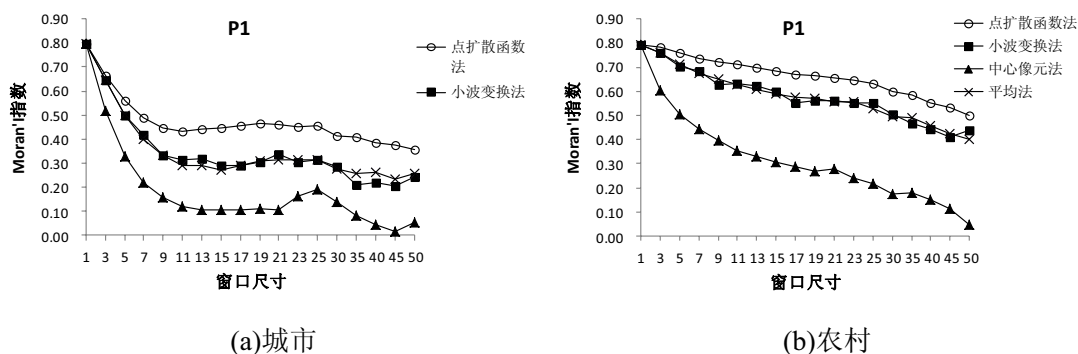 P1
Moran'I指数
0.90
0.80
0.70
0.60
0.50
0.40
0.30
0.20
0.10
0.00
1 3 5 7 9 11 13 15 17 19 21 23 25 30 35 40 45 50
窗口尺寸
点扩散函数
法
小波变换法
(a)城市
P1
Moran'I指数
0.90
0.80
0.70
0.60
0.50
0.40
0.30
0.20
0.10
0.00
1 3 5 7 9 11 13 15 17 19 21 23 25 30 35 40 45 50
窗口尺寸
点扩散函数法
小波变换法
中心像元法
平均法
(b)农村